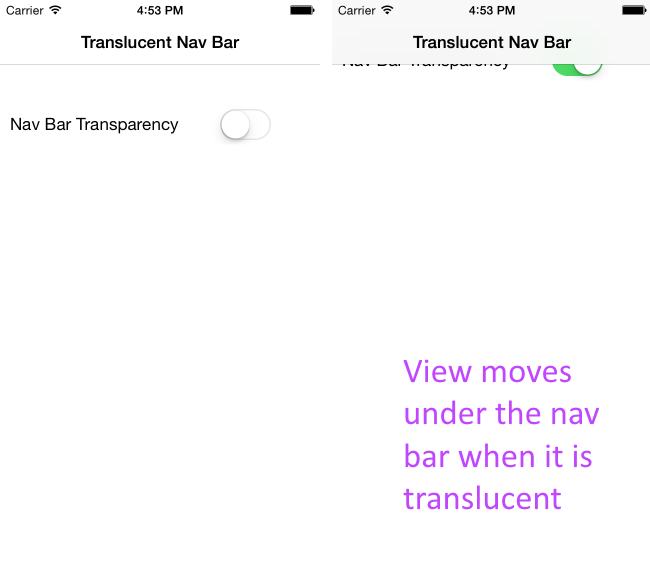 Carrier 4:53 PM
Translucent Nav Bar
Nav Bar Transparency
Carrier 4:53 PM
Translucent Nav Bar
Nav Bar Transparency
View moves
under the nav
bar when it is
translucent